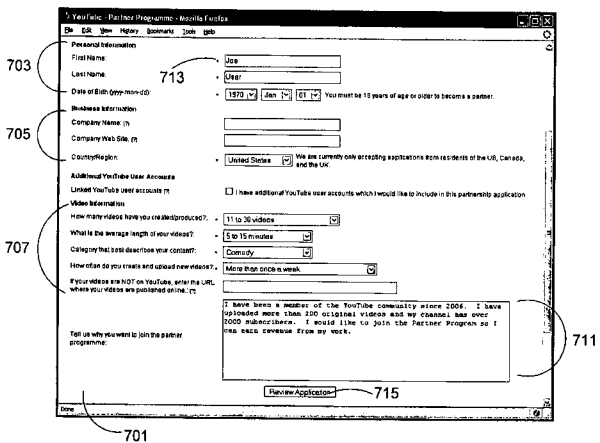 YouTube - Partner Programme - Mozilla Firefox
File Edit View History Bookmarks Tools Help
Personal Information
703
First Name:
713
* Joe
Last Name:
* User
Date of Birth (yyyy-mon-dd):
* 1970 Jan 01 You must be 18 years of age or older to become a partner.
Business Information
705
Company Name: [?]
Company Web Site: [?]
Country/Region:
* United States We are currently only accepting applications from residents of the US, Canada, and the UK.
Additional YouTube User Accounts
Linked YouTube user accounts [?]
I have additional YouTube user accounts which I would like to include in this partnership application
Video Information
707
How many videos have you created/produced?: * 11 to 30 videos
What is the average length of your videos?: * 5 to 15 minutes
Category that best describes your content?: * Comedy
How often do you create and upload new videos?: * More than once a week
If your videos are NOT on YouTube, enter the URL
where your videos are published online.: [?]
I have been a member of the YouTube community since 2006. I have
uploaded more than 200 original videos and my channel has over
2000 subscribers. I would like to join the Partner Program so I
can earn revenue from my work.
711
Tell us why you want to join the partner
programme:
Review Application
715
Done
701